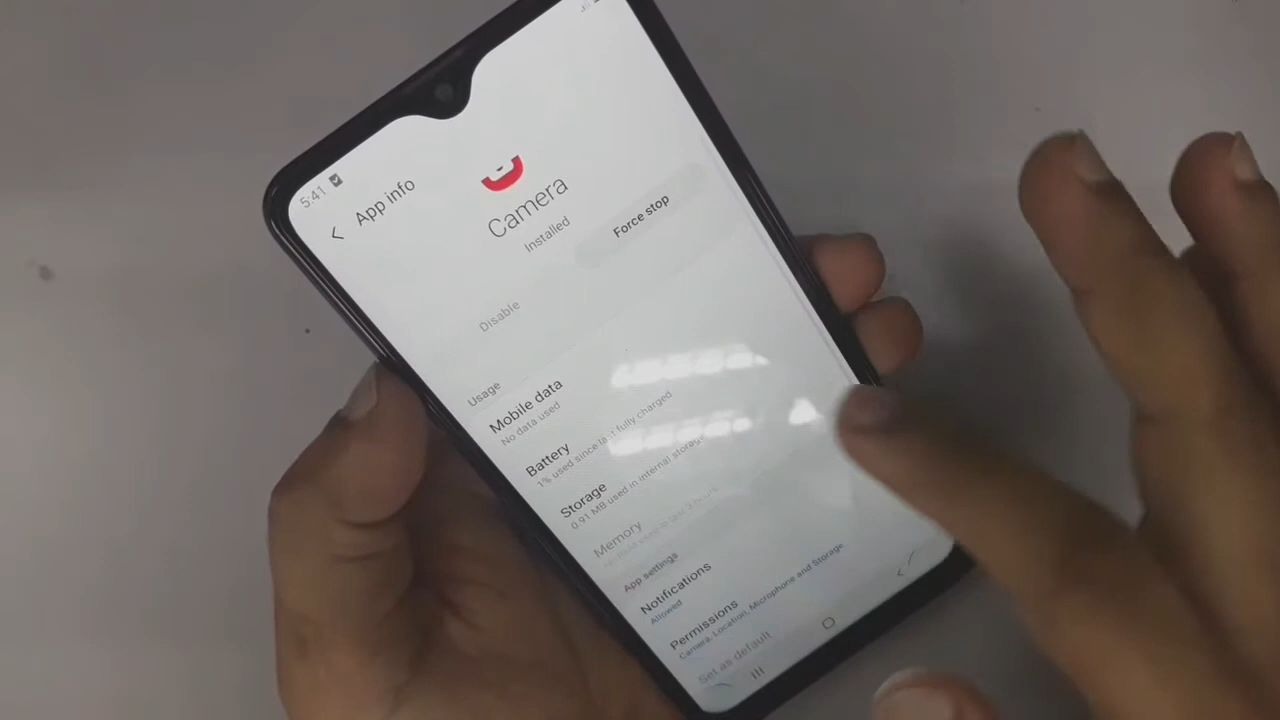 5:41
App info
Camera
Installed
Disable
Force stop
Usage
Mobile data
No data used
Battery
1% used since last fully charged
Storage
0.91 MB used in internal storage
Memory
App settings
Notifications
Allowed
Permissions
Camera, Location, Microphone and Storage
Set as default